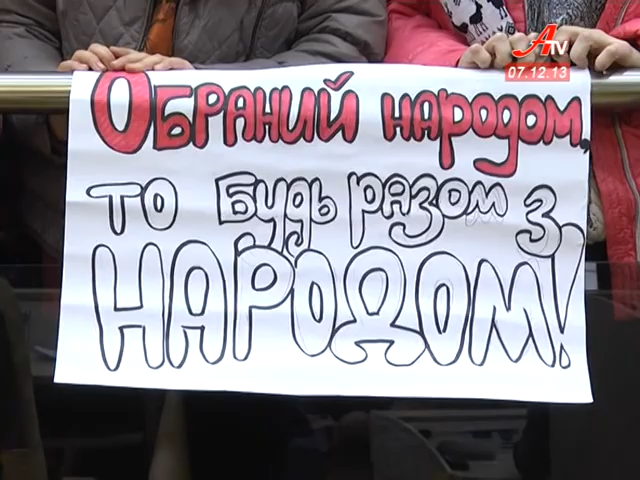 ATV
07.12.13
Обраний народом,
то будь разом з
народом!